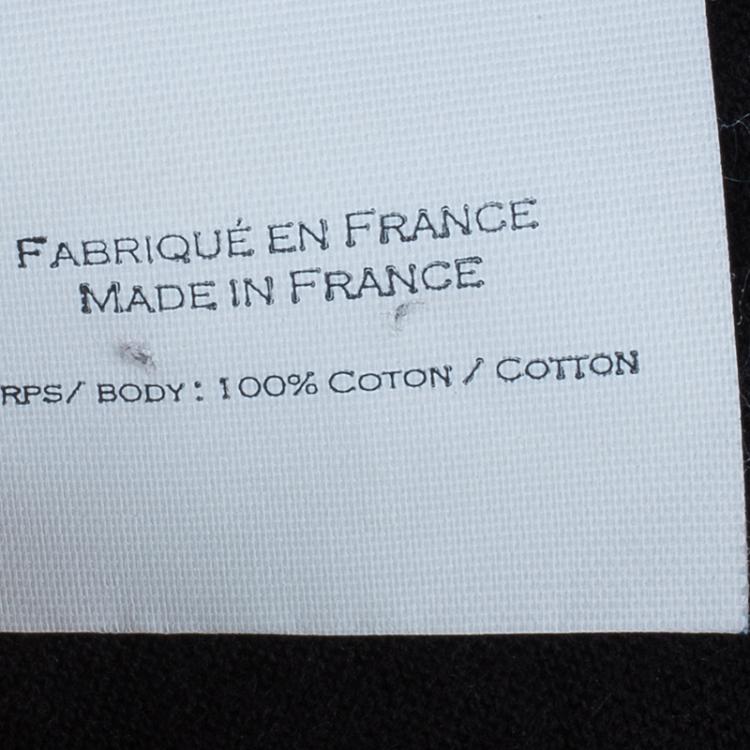 FABRIQUÉ EN FRANCE
MADE IN FRANCE
RPS/ BODY: 100% COTON / COTTON